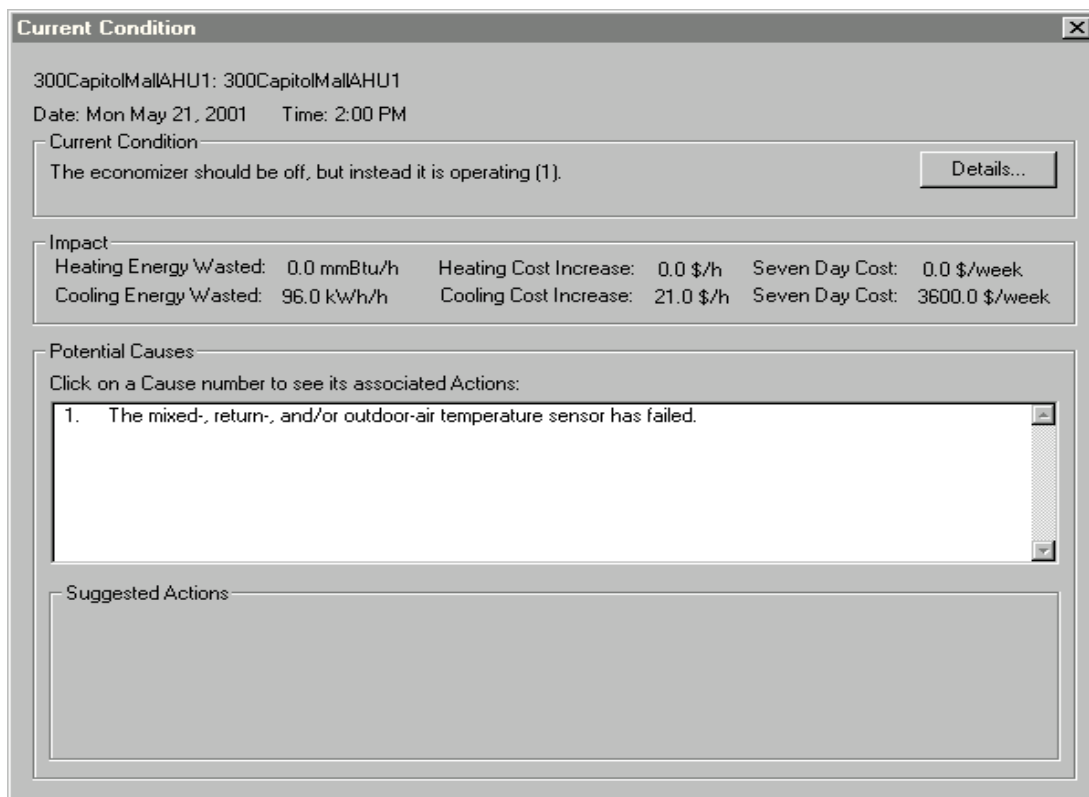 Current Condition
300CapitolMallAHU1: 300CapitolMallAHU1
Date: Mon May 21, 2001 Time: 2:00 PM
Current Condition
The economizer should be off, but instead it is operating (1).
Details...
Impact
Heating Energy Wasted: 0.0 mmBtu/h Heating Cost Increase: 0.0 $/h Seven Day Cost: 0.0 $/week
Cooling Energy Wasted: 96.0 kWh/h Cooling Cost Increase: 21.0 $/h Seven Day Cost: 3600.0 $/week
Potential Causes
Click on a Cause number to see its associated Actions:
1. The mixed-, return-, and/or outdoor-air temperature sensor has failed.
Suggested Actions